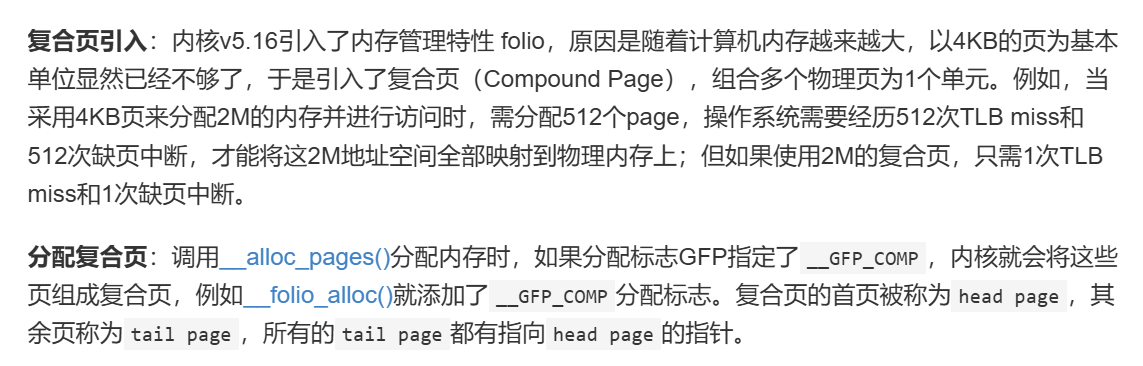 复合页引入：内核v5.16引入了内存管理特性 folio，原因是随着计算机内存越来越大，以4KB的页为基本
单位显然已经不够了，于是引入了复合页（Compound Page），组合多个物理页为1个单元。例如，当
采用4KB页来分配2M的内存并进行访问时，需分配512个page，操作系统需要经历512次TLB miss和
512次缺页中断，才能将这2M地址空间全部映射到物理内存上；但如果使用2M的复合页，只需1次TLB
miss和1次缺页中断。
分配复合页：调用__alloc_pages()分配内存时，如果分配标志GFP指定了 __GFP_COMP ，内核就会将这些
页组成复合页，例如__folio_alloc()就添加了 __GFP_COMP 分配标志。复合页的首页被称为 head page ，其
余页称为 tail page ，所有的 tail page 都有指向 head page 的指针。